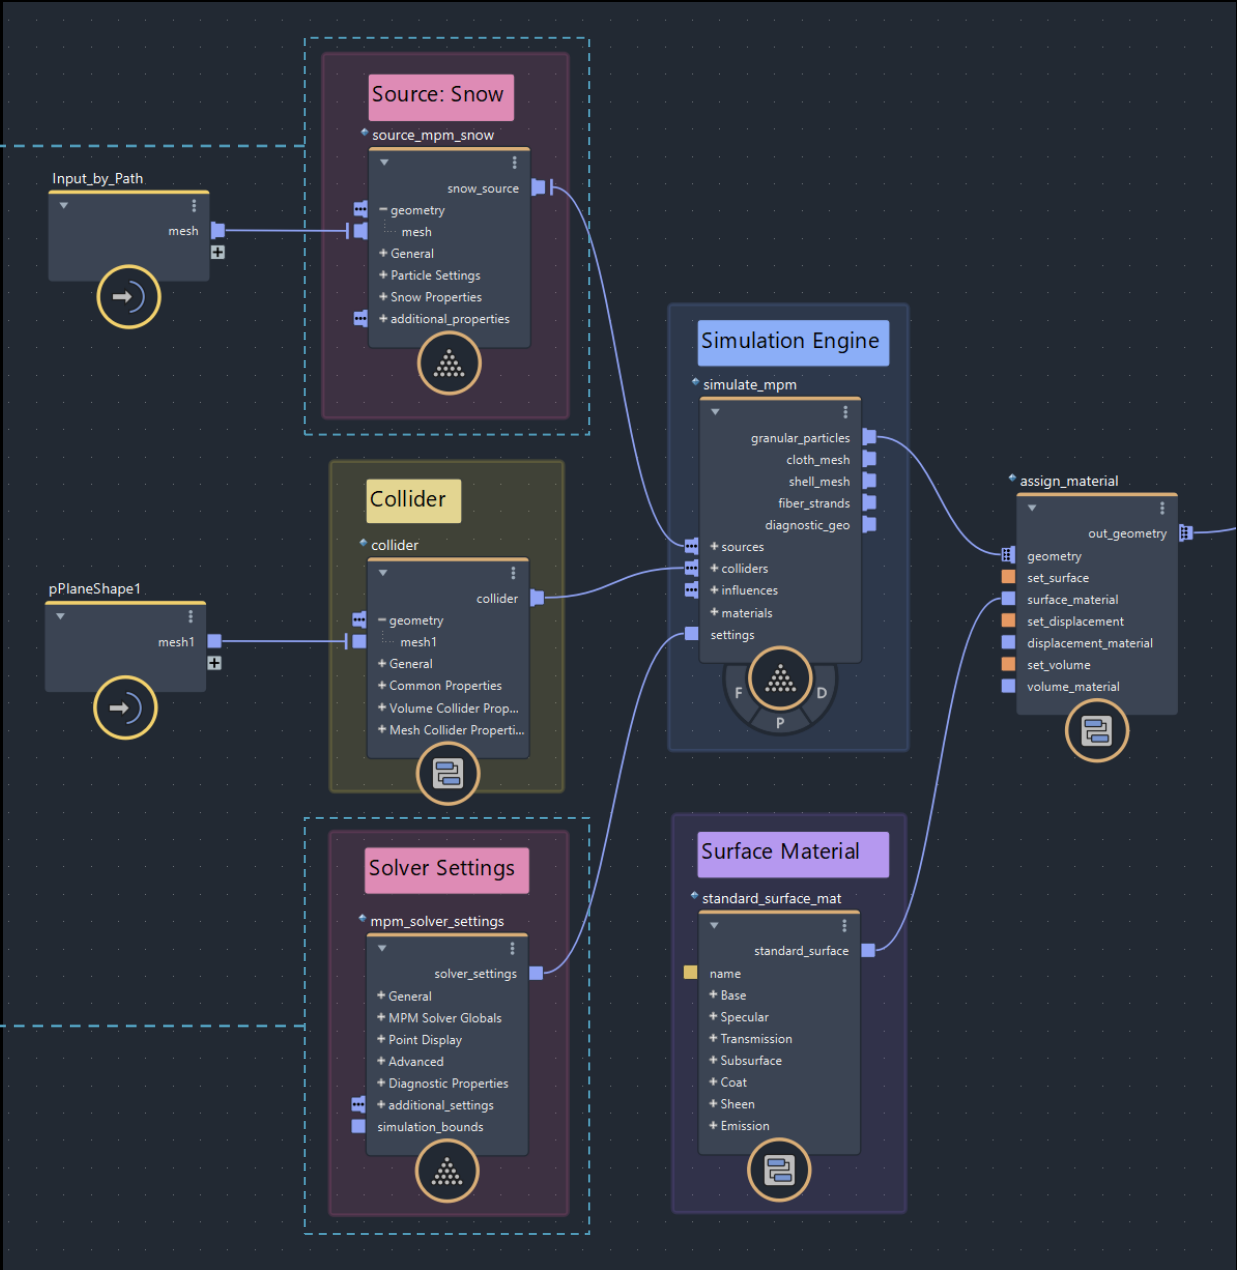 Source: Snow
source_mpm_snow
snow_source
geometry
mesh
General
Particle Settings
Snow Properties
additional_properties
Input_by_Path
mesh
Collider
collider
collider
geometry
mesh1
General
Common Properties
Volume Collider Prop...
Mesh Collider Properti...
pPlaneShape1
mesh1
Solver Settings
mpm_solver_settings
solver_settings
General
MPM Solver Globals
Point Display
Advanced
Diagnostic Properties
additional_settings
simulation_bounds
Simulation Engine
simulate_mpm
granular_particles
cloth_mesh
shell_mesh
fiber_strands
diagnostic_geo
sources
colliders
influences
materials
settings
F D
P
Surface Material
standard_surface_mat
standard_surface
name
Base
Specular
Transmission
Subsurface
Coat
Sheen
Emission
assign_material
out_geometry
geometry
set_surface
surface_material
set_displacement
displacement_material
set_volume
volume_material